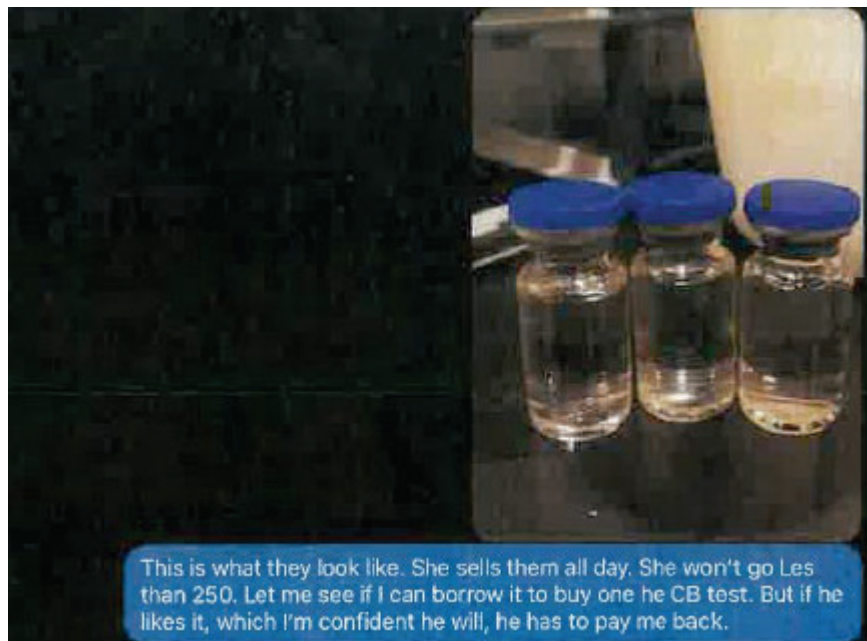 This is what they look like. She sells them all day. She won't go Les
than 250. Let me see if I can borrow it to buy one he CB test. But if he
likes it, which I'm confident he will, he has to pay me back.